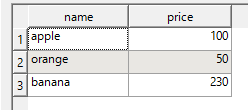 name price
1 apple 100
2 orange 50
3 banana 230